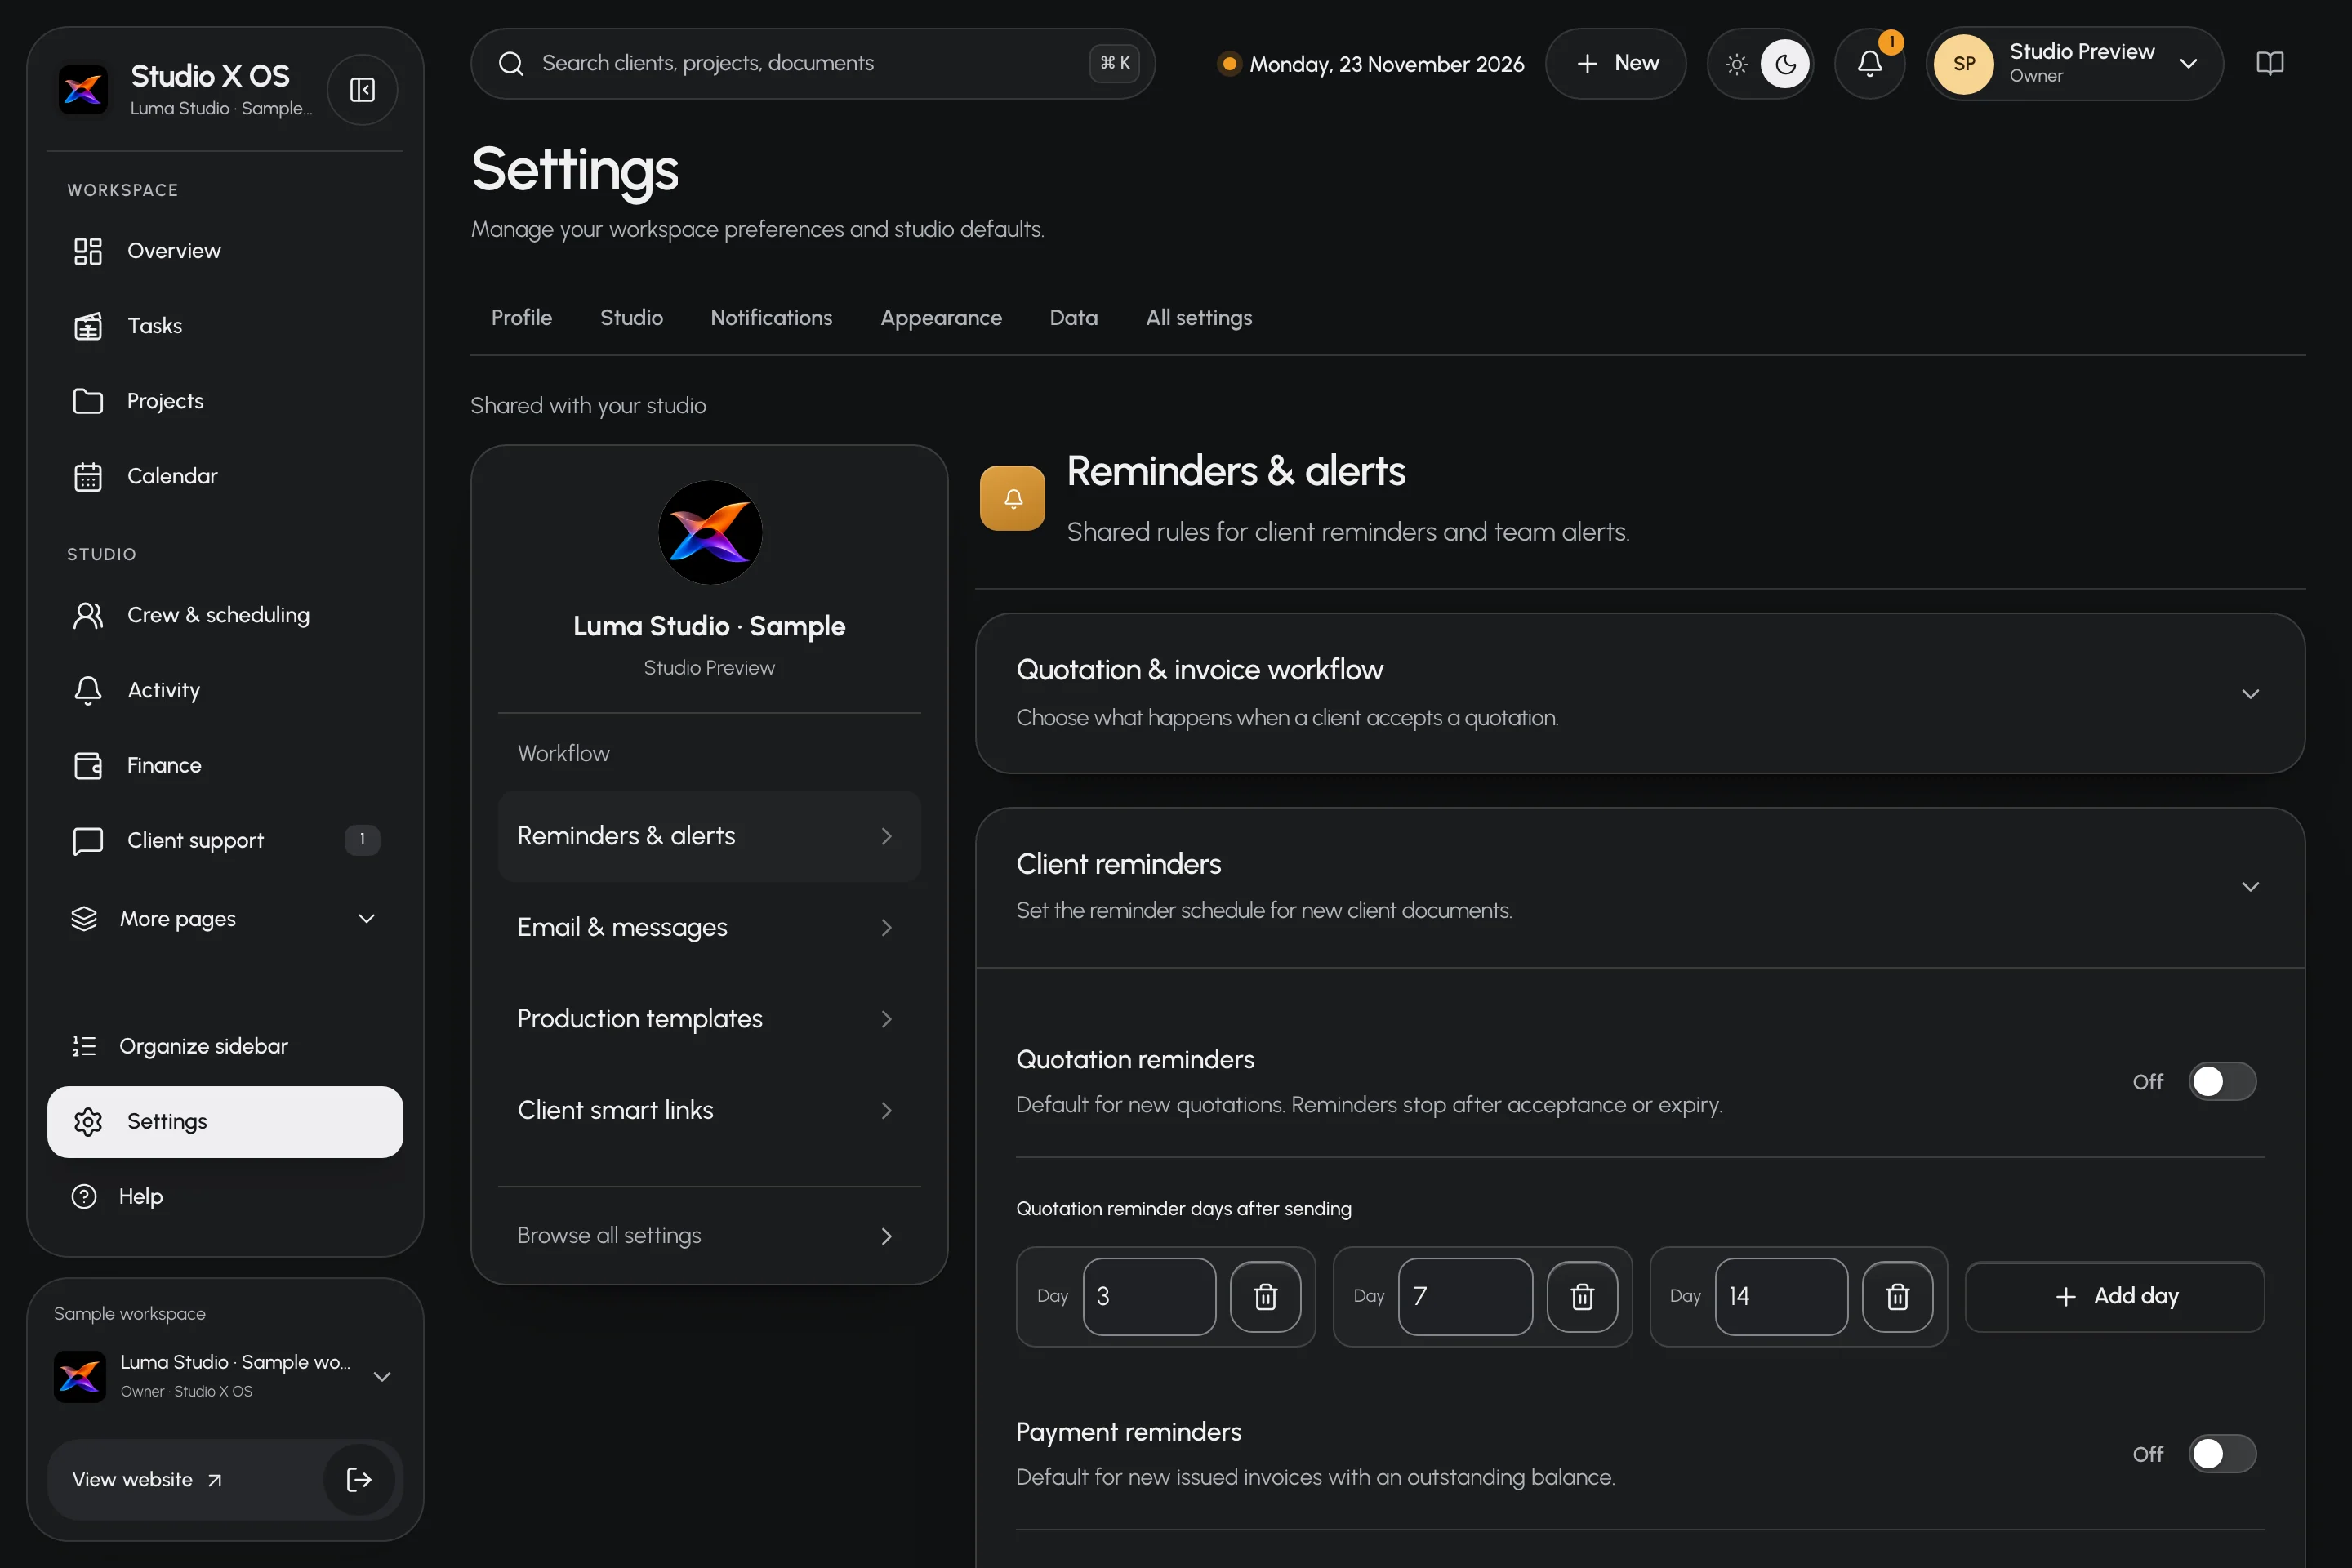 Studio X OS
Luma Studio · Sample...
WORKSPACE
Overview
Tasks
Projects
Calendar
STUDIO
Crew & scheduling
Activity
Finance
Client support
1
More pages
Organize sidebar
Settings
Help
Sample workspace
Luma Studio · Sample wo...
Owner · Studio X OS
View website
Search clients, projects, documents
⌘ K
Monday, 23 November 2026
New
1
SP
Studio Preview
Owner
Settings
Manage your workspace preferences and studio defaults.
Profile
Studio
Notifications
Appearance
Data
All settings
Shared with your studio
Luma Studio · Sample
Studio Preview
Workflow
Reminders & alerts
Email & messages
Production templates
Client smart links
Browse all settings
Reminders & alerts
Shared rules for client reminders and team alerts.
Quotation & invoice workflow
Choose what happens when a client accepts a quotation.
Client reminders
Set the reminder schedule for new client documents.
Quotation reminders
Default for new quotations. Reminders stop after acceptance or expiry.
Off
Quotation reminder days after sending
Day 3
Day 7
Day 14
Add day
Payment reminders
Default for new issued invoices with an outstanding balance.
Off